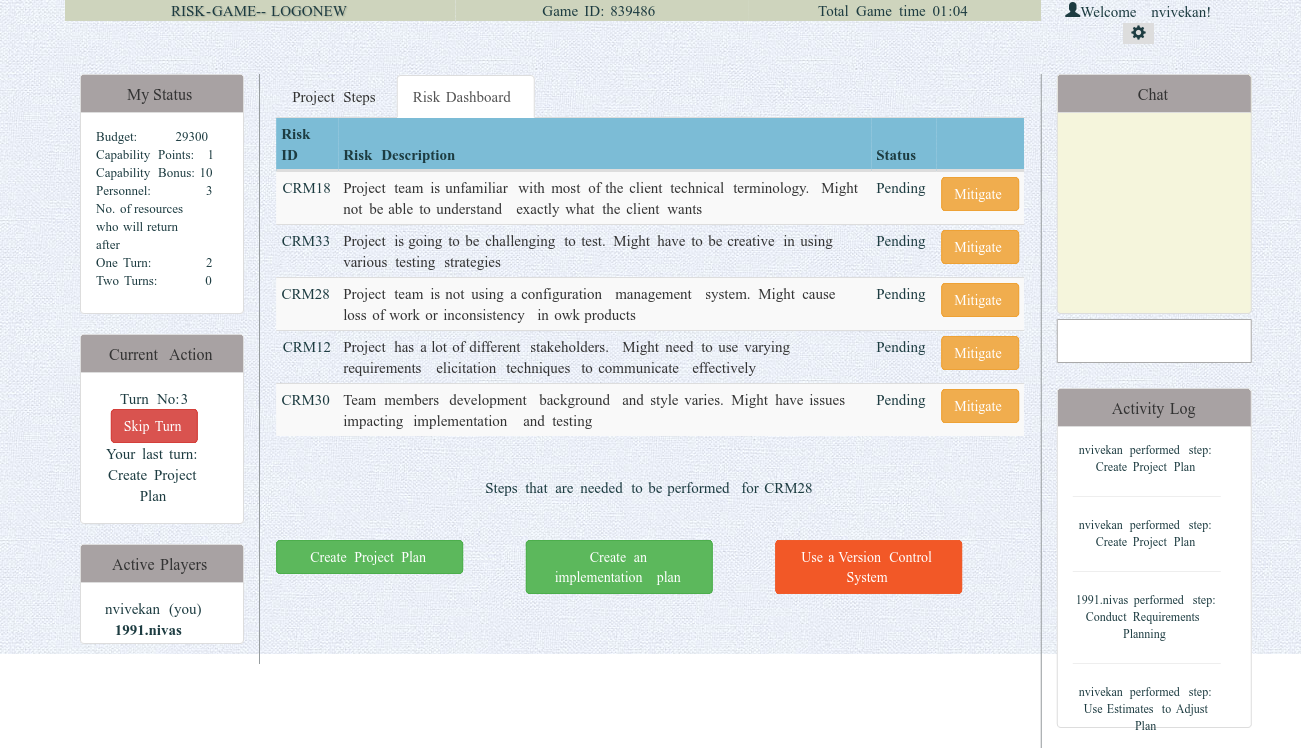 RISK-GAME-- LOGONEW
Game ID: 839486
Total Game time 01:04
Welcome nvivekan!
My Status
Budget: 29300
Capability Points: 1
Capability Bonus: 10
Personnel: 3
No. of resources
who will return
after
One Turn: 2
Two Turns: 0
Current Action
Turn No:3
Skip Turn
Your last turn:
Create Project
Plan
Active Players
nvivekan (you)
1991.nivas
Project Steps
Risk Dashboard
Risk
ID Risk Description Status
CRM18 Project team is unfamiliar with most of the client technical terminology. Might Pending Mitigate
not be able to understand exactly what the client wants
CRM33 Project is going to be challenging to test. Might have to be creative in using Pending Mitigate
various testing strategies
CRM28 Project team is not using a configuration management system. Might cause Pending Mitigate
loss of work or inconsistency in owk products
CRM12 Project has a lot of different stakeholders. Might need to use varying Pending Mitigate
requirements elicitation techniques to communicate effectively
CRM30 Team members development background and style varies. Might have issues Pending Mitigate
impacting implementation and testing
Steps that are needed to be performed for CRM28
Create Project Plan
Create an
implementation plan
Use a Version Control
System
Chat
Activity Log
nvivekan performed step:
Create Project Plan
nvivekan performed step:
Create Project Plan
1991.nivas performed step:
Conduct Requirements
Planning
nvivekan performed step:
Use Estimates to Adjust
Plan